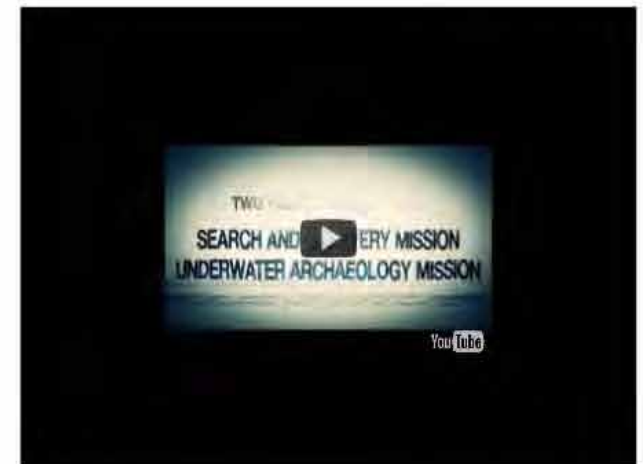 TWO
SEARCH AND ERY MISSION
UNDERWATER ARCHAEOLOGY MISSION
YouTube